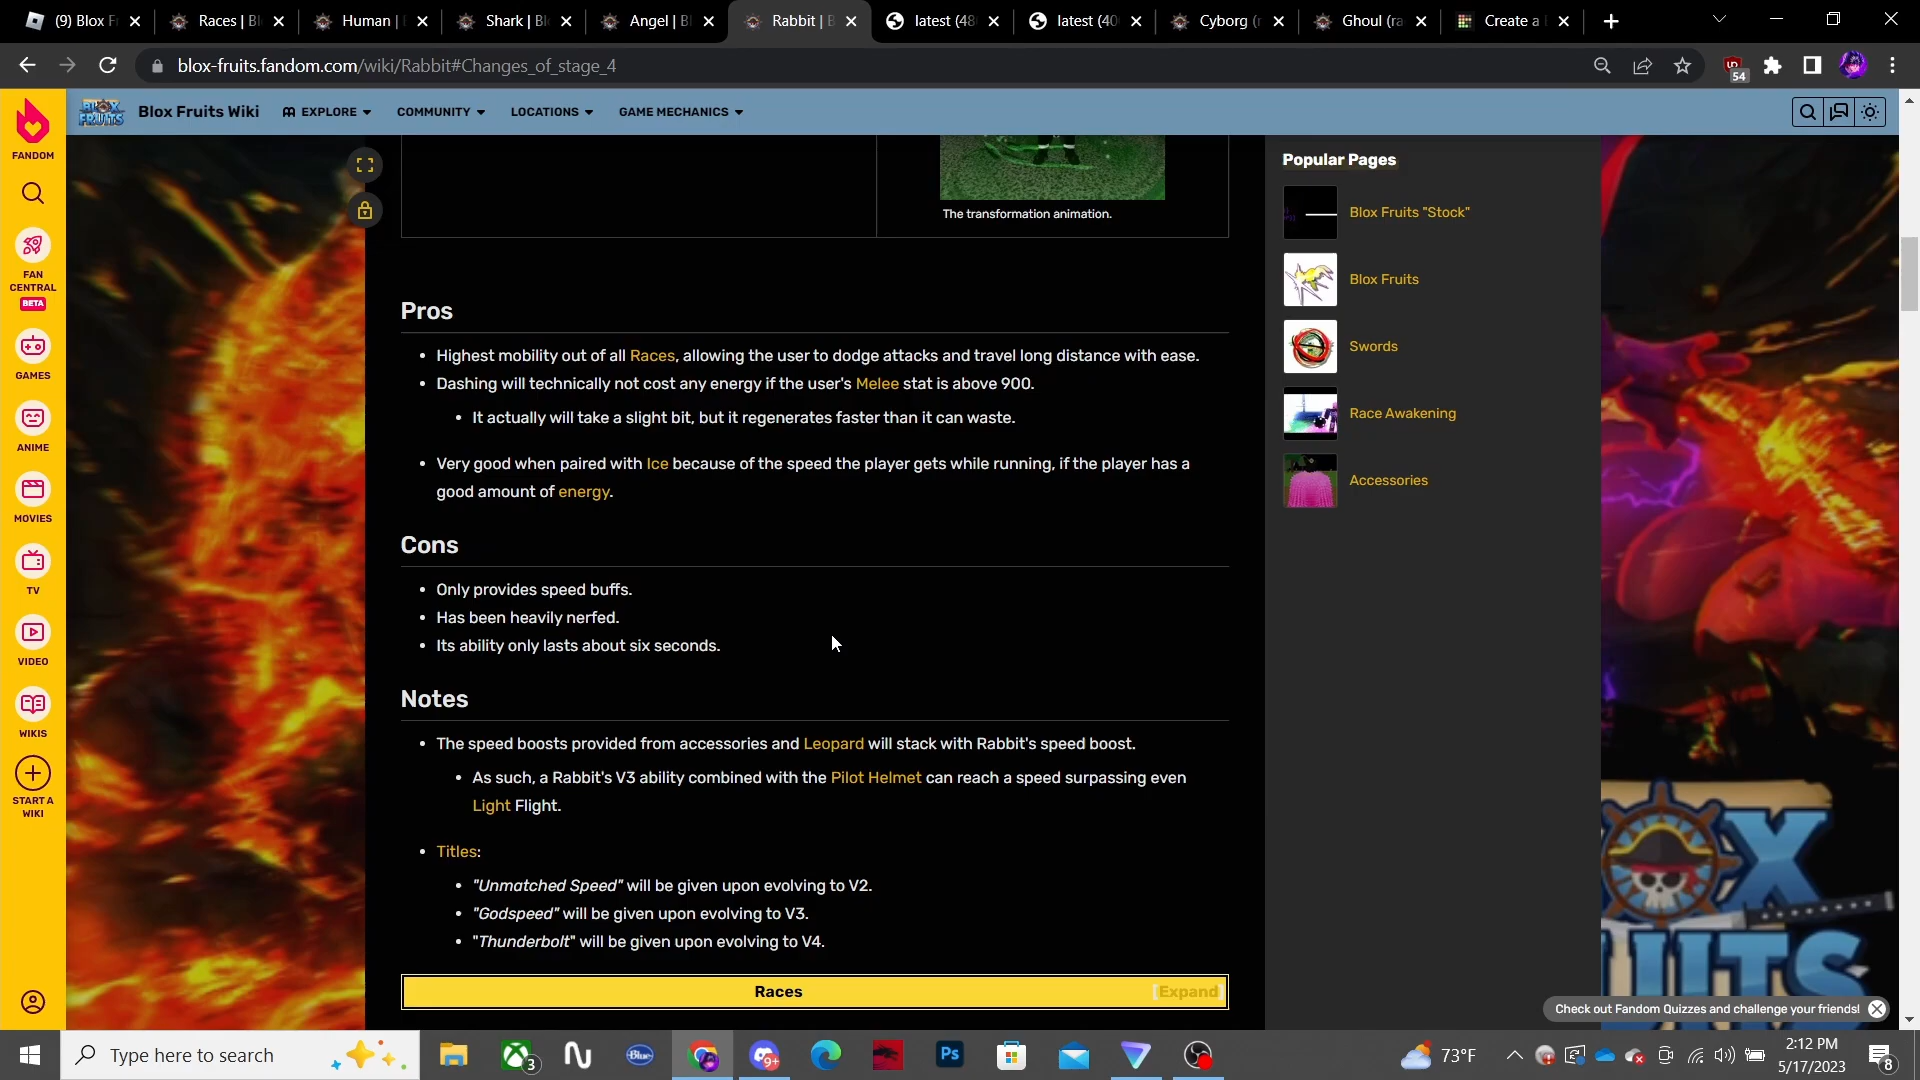 (9) Blox F
Races | Bl
Human |
Shark | Bl
Angel | B
Rabbit | B
latest (48
latest (40
Cyborg (r
Ghoul (ra
Create a
blox-fruits.fandom.com/wiki/Rabbit#Changes_of_stage_4
54
FANDOM
FAN CENTRAL
BETA
GAMES
ANIME
MOVIES
TV
VIDEO
WIKIS
START A WIKI
BLOX FRUITS
Blox Fruits Wiki
EXPLORE
COMMUNITY
LOCATIONS
GAME MECHANICS
The transformation animation.
Pros
• Highest mobility out of all Races, allowing the user to dodge attacks and travel long distance with ease.
• Dashing will technically not cost any energy if the user's Melee stat is above 900.
• It actually will take a slight bit, but it regenerates faster than it can waste.
• Very good when paired with Ice because of the speed the player gets while running, if the player has a
good amount of energy.
Cons
• Only provides speed buffs.
• Has been heavily nerfed.
• Its ability only lasts about six seconds.
Notes
• The speed boosts provided from accessories and Leopard will stack with Rabbit's speed boost.
• As such, a Rabbit's V3 ability combined with the Pilot Helmet can reach a speed surpassing even
Light Flight.
• Titles:
• "Unmatched Speed" will be given upon evolving to V2.
• "Godspeed" will be given upon evolving to V3.
• "Thunderbolt" will be given upon evolving to V4.
Races
[Expand]
Popular Pages
Blox Fruits "Stock"
Blox Fruits
Swords
Race Awakening
Accessories
Check out Fandom Quizzes and challenge your friends!
Type here to search
3
Blue
9+
Ps
73°F
2:12 PM
5/17/2023
8